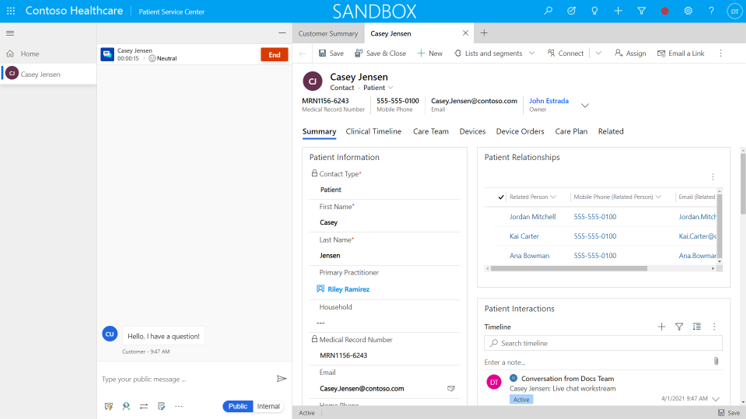 Contoso Healthcare
Patient Service Center
SANDBOX
DT
Home
CJ
Casey Jensen
Casey Jensen
00:00:15
Neutral
End
Customer Summary
Casey Jensen
Save
Save & Close
New
Lists and segments
Connect
Assign
Email a Link
CJ
Casey Jensen
Contact · Patient
MRN1156-6243
Medical Record Number
555-555-0100
Mobile Phone
Casey.Jensen@contoso.com
Email
John Estrada
Owner
Summary
Clinical Timeline
Care Team
Devices
Device Orders
Care Plan
Related
Patient Information
Contact Type*
Patient
First Name*
Casey
Last Name*
Jensen
Primary Practitioner
Riley Ramirez
Household
---
Medical Record Number
MRN1156-6243
Email
Casey.Jensen@contoso.com
Home Phone
Patient Relationships
Related Person
Mobile Phone (Related Person)
Email (Related
Jordan Mitchell
555-555-0100
Jordan.Mitch
Kai Carter
555-555-0100
Kai.Carter@c
Ana Bowman
555-555-0100
Ana.Bowman
Patient Interactions
Timeline
Search timeline
Enter a note...
DT
Conversation from Docs Team
Casey Jensen: Live chat workstream
Active
4/1/2021 9:47 AM
CU
Hello, I have a question!
Customer - 9:47 AM
Type your public message ...
Public
Internal
Active
Save